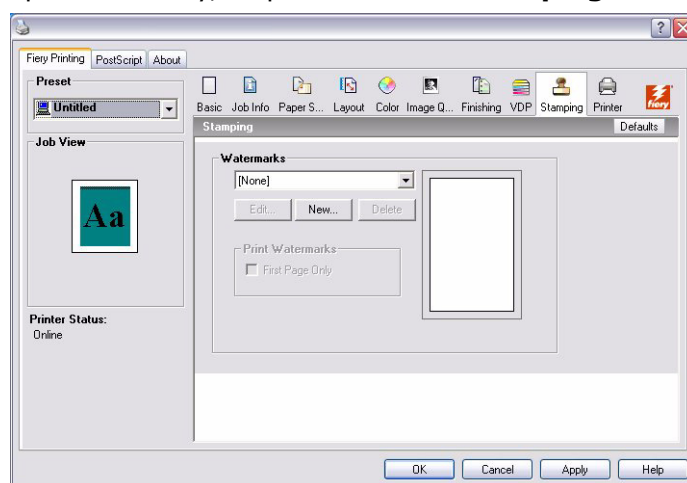 Fiery Printing PostScript About
Preset
Untitled
Job View
Aa
Printer Status:
Online
Basic Job Info Paper S... Layout Color Image Q... Finishing VDP Stamping Printer fiery
Stamping Defaults
Watermarks
[None]
Edit... New... Delete
Print Watermarks
First Page Only
OK Cancel Apply Help